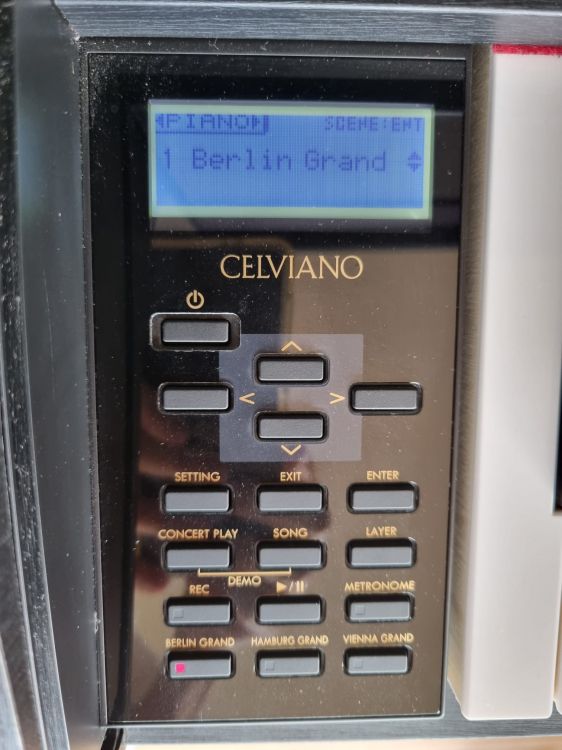 PIANO SCENE:ENT
1 Berlin Grand
CELVIANO
SETTING EXIT ENTER
CONCERT PLAY SONG LAYER
DEMO
REC ▶/II METRONOME
BERLIN GRAND HAMBURG GRAND VIENNA GRAND